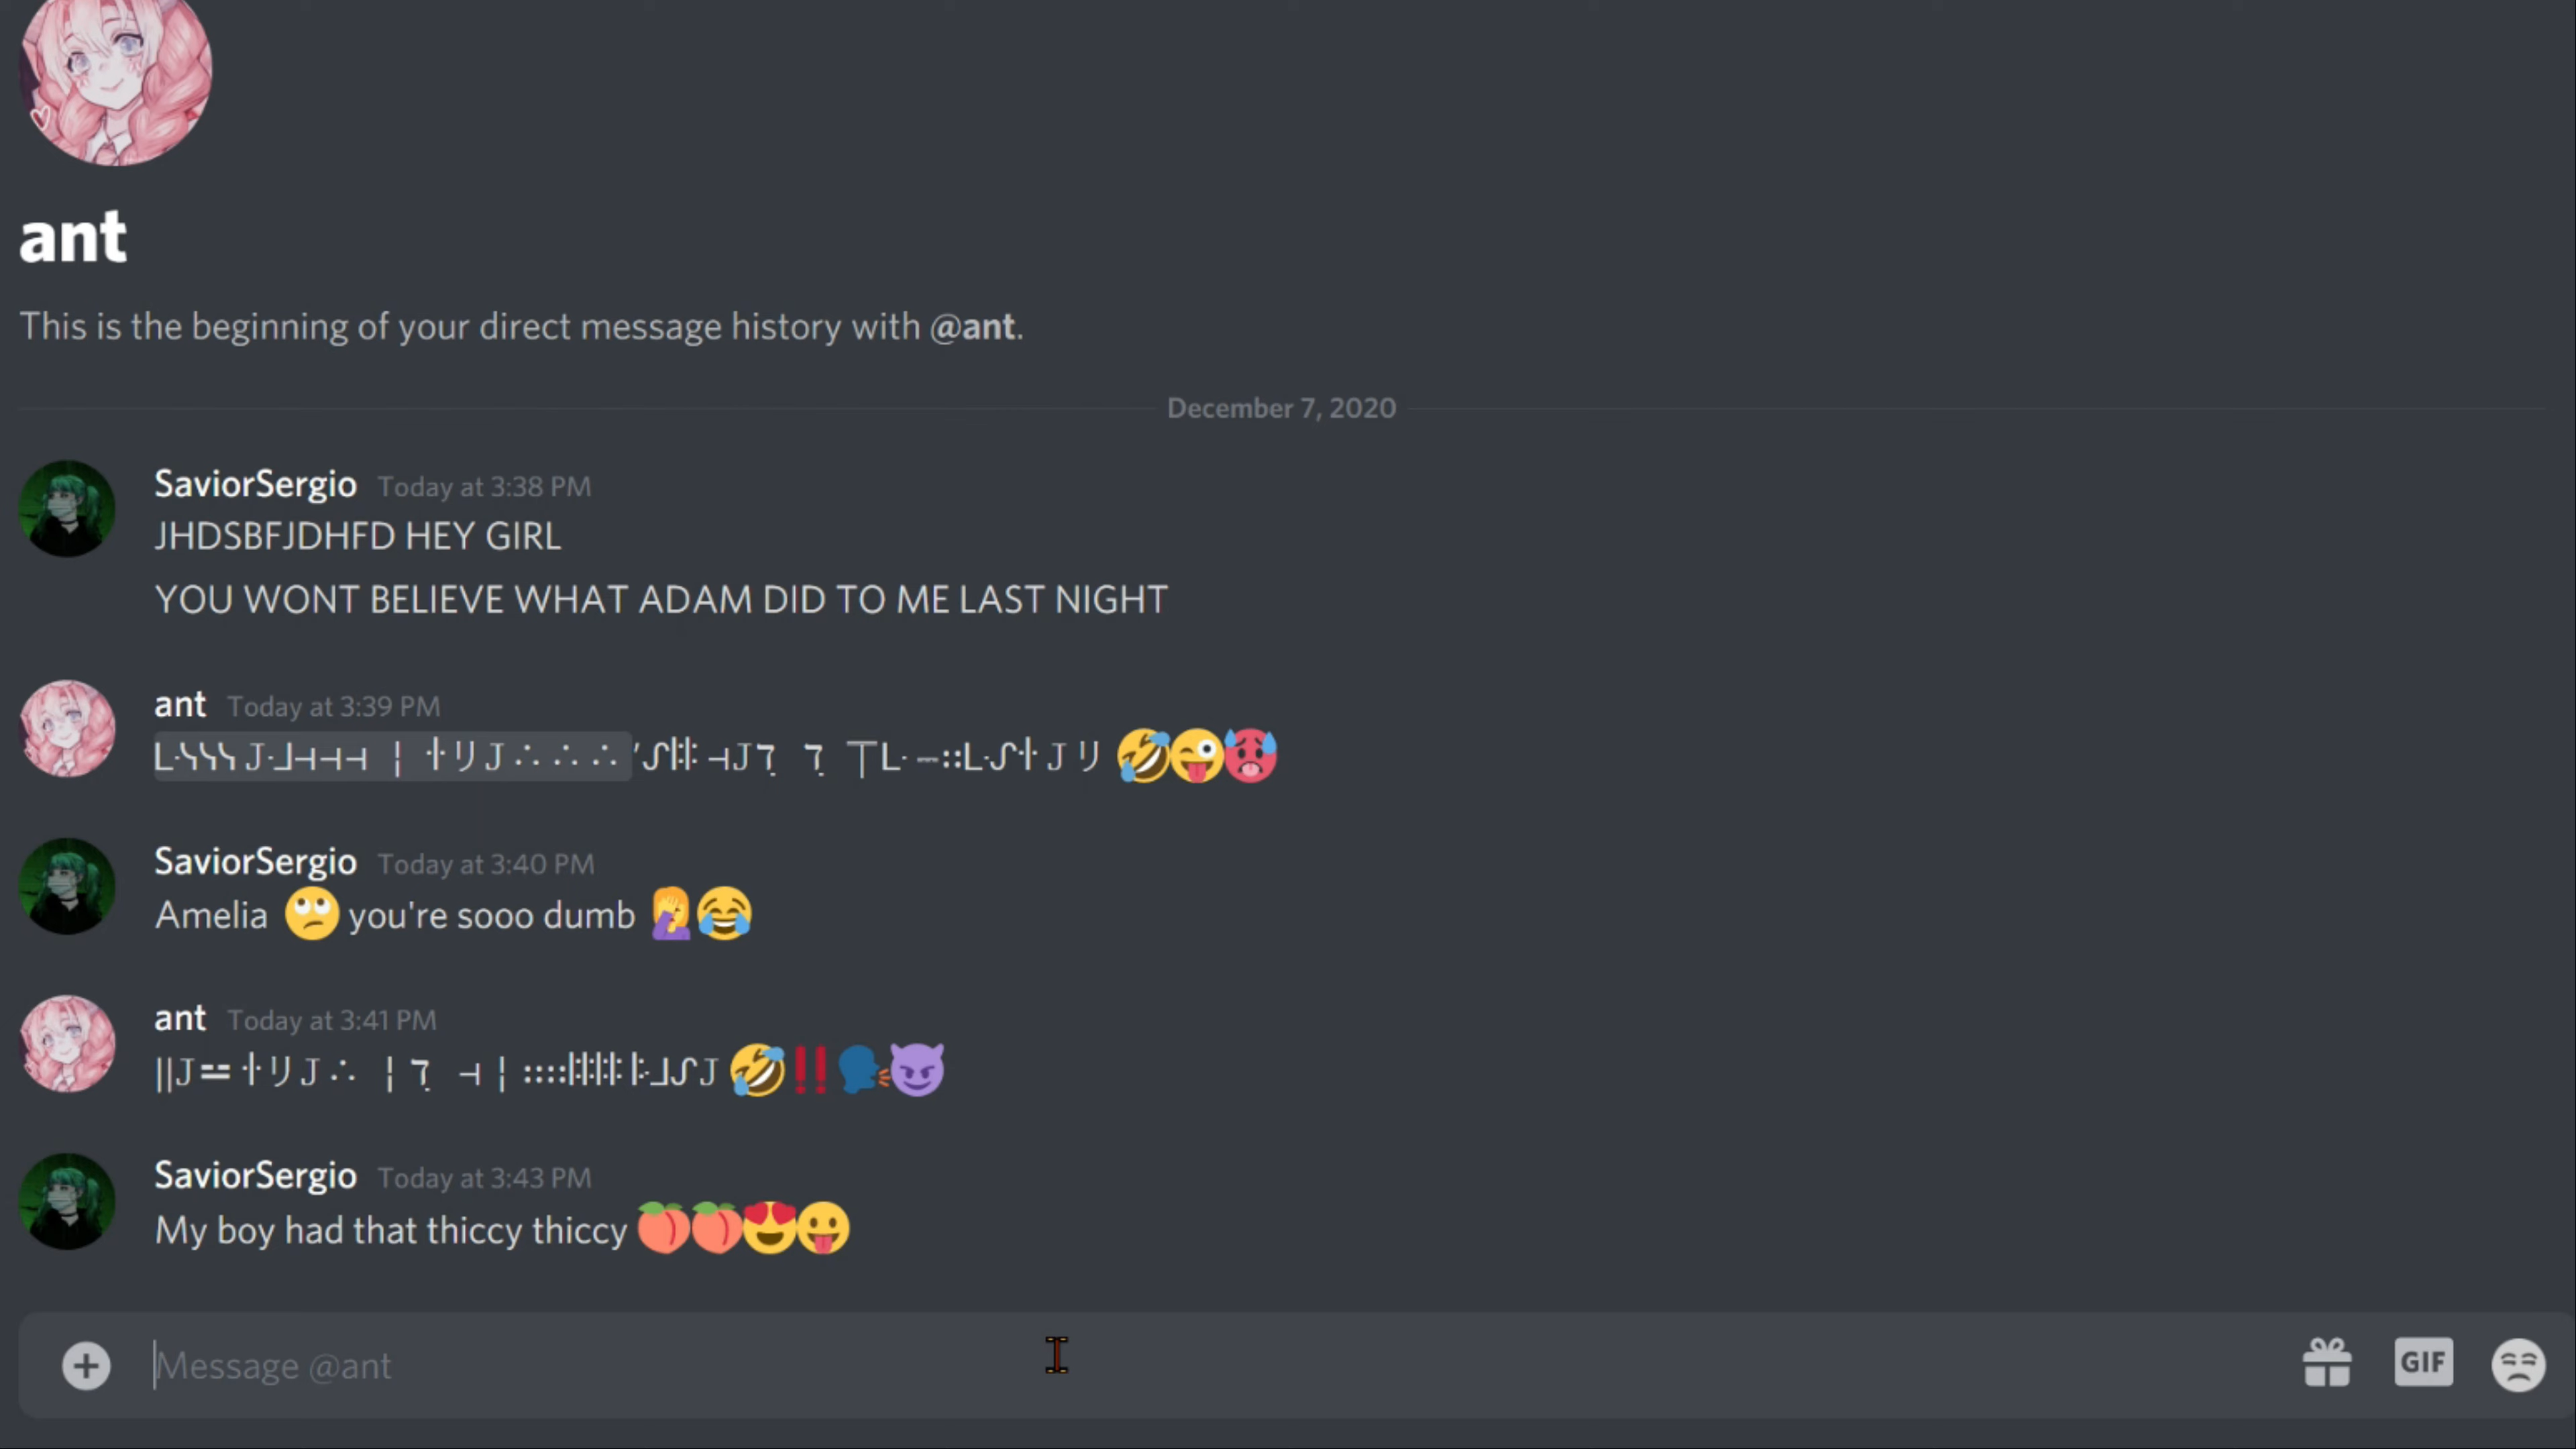 ant
This is the beginning of your direct message history with @ant.
December 7, 2020
SaviorSergio Today at 3:38 PM
JHDSBFJDHFD HEY GIRL
YOU WONT BELIEVE WHAT ADAM DID TO ME LAST NIGHT
ant Today at 3:39 PM
🤣😜🥵
SaviorSergio Today at 3:40 PM
Amelia 🙄 you're sooo dumb 🤦‍♀️😂
ant Today at 3:41 PM
🤣‼️🗣️😈
SaviorSergio Today at 3:43 PM
My boy had that thiccy thiccy 🍑🍑😍😛
Message @ant
GIF